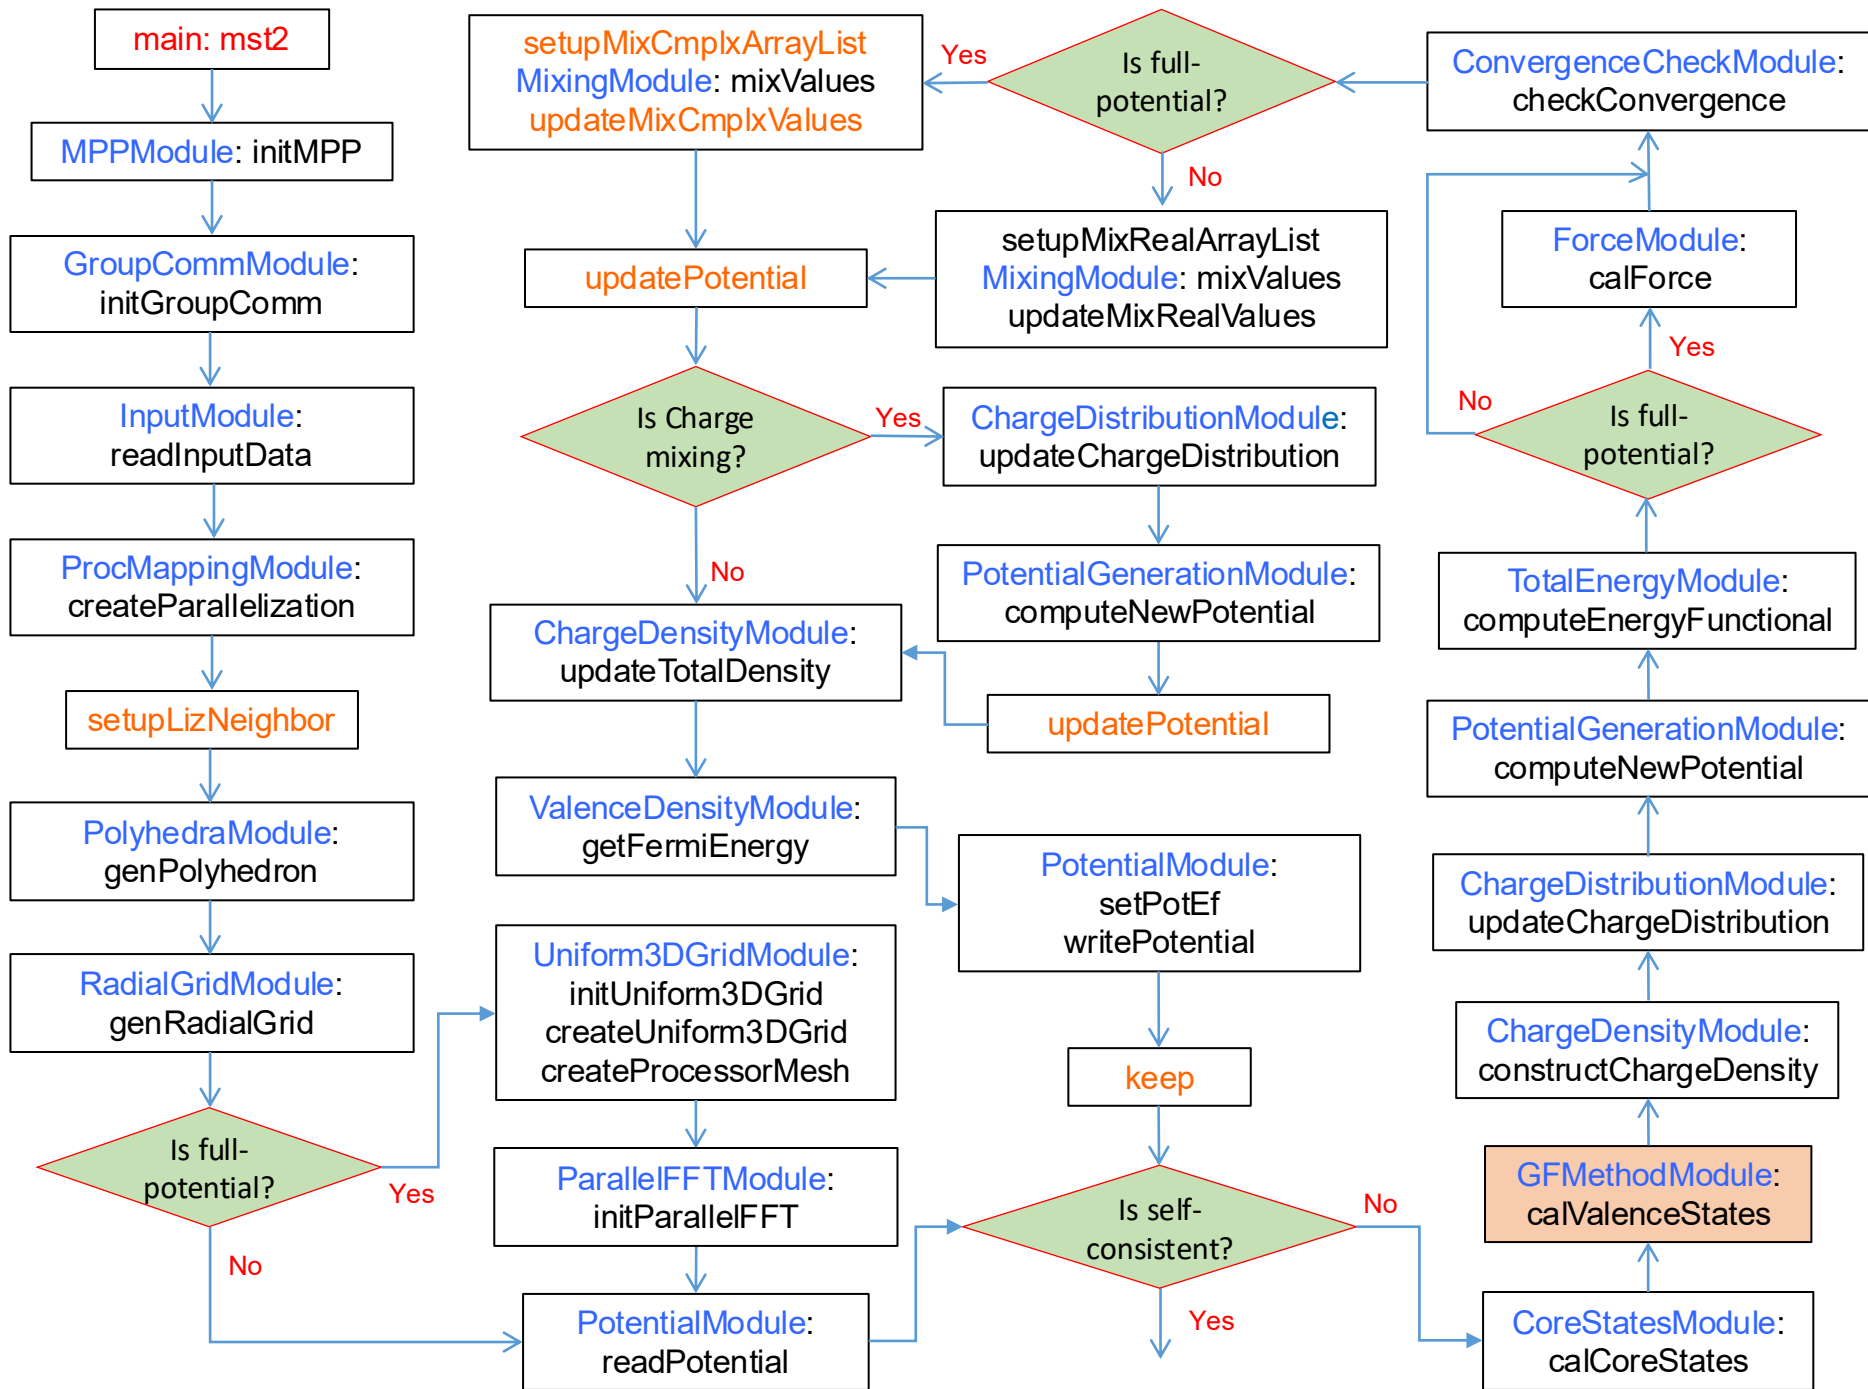 main: mst2
MPPModule: initMPP
GroupCommModule:
initGroupComm
InputModule:
readInputData
ProcMappingModule:
createParallelization
setupLizNeighbor
PolyhedraModule:
genPolyhedron
RadialGridModule:
genRadialGrid
Is full-
potential?
Yes
No
setupMixCmplxArrayList
MixingModule: mixValues
updateMixCmplxValues
Yes
Is full-
potential?
No
updatePotential
setupMixRealArrayList
MixingModule: mixValues
updateMixRealValues
Is Charge
mixing?
Yes
No
ChargeDistributionModule:
updateChargeDistribution
PotentialGenerationModule:
computeNewPotential
updatePotential
ChargeDensityModule:
updateTotalDensity
ValenceDensityModule:
getFermiEnergy
PotentialModule:
setPotEf
writePotential
keep
Uniform3DGridModule:
initUniform3DGrid
createUniform3DGrid
createProcessorMesh
ParallelFFTModule:
initParallelFFT
PotentialModule:
readPotential
Is self-
consistent?
No
Yes
ConvergenceCheckModule:
checkConvergence
ForceModule:
calForce
Yes
No
Is full-
potential?
TotalEnergyModule:
computeEnergyFunctional
PotentialGenerationModule:
computeNewPotential
ChargeDistributionModule:
updateChargeDistribution
ChargeDensityModule:
constructChargeDensity
GFMethodModule:
calValenceStates
CoreStatesModule:
calCoreStates